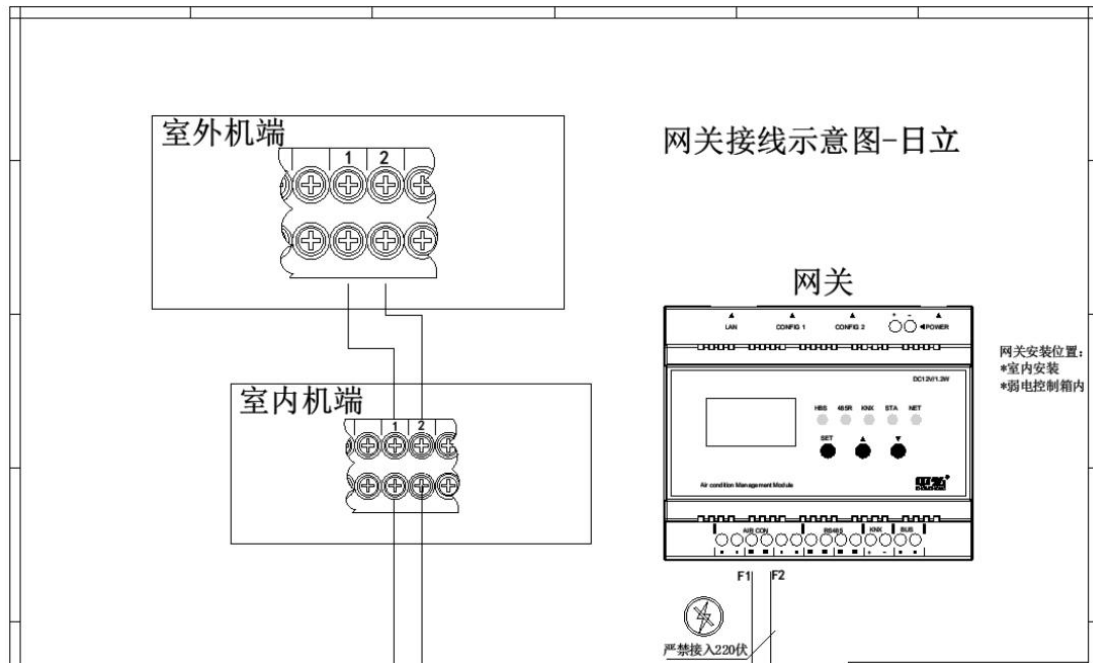 室外机端
1 2
网关接线示意图-日立
网关
LAN CONFIG 1 CONFIG 2 + - POWER
网关安装位置:
*室内安装
*弱电控制箱内
DC12V/1.2W
HBS 485R KNX STA NET
SET
Air condition Management Module
室内机端
1 2
AIR CON RS485 KNX BUS
F1 F2
严禁接入220伏